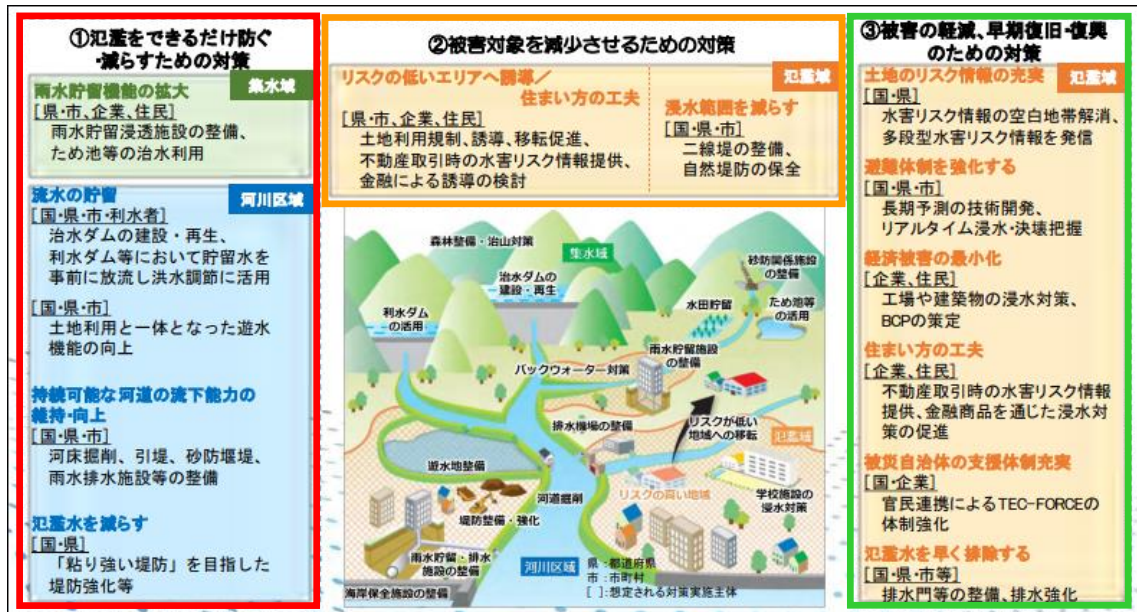 ①氾濫をできるだけ防ぐ
・減らすための対策
集水域
雨水貯留機能の拡大
[県・市、企業、住民]
雨水貯留浸透施設の整備、
ため池等の治水利用
河川区域
流水の貯留
[国・県・市・利水者]
治水ダムの建設・再生、
利水ダム等において貯留水を
事前に放流し洪水調節に活用
[国・県・市]
土地利用と一体となった遊水
機能の向上
持続可能な河道の流下能力の
維持・向上
[国・県・市]
河床掘削、引堤、砂防堰堤、
雨水排水施設等の整備
氾濫水を減らす
[国・県]
「粘り強い堤防」を目指した
堤防強化等
②被害対象を減少させるための対策
氾濫域
リスクの低いエリアへ誘導/
住まい方の工夫
[県・市、企業、住民]
土地利用規制、誘導、移転促進、
不動産取引時の水害リスク情報提供、
金融による誘導の検討
浸水範囲を減らす
[国・県・市]
二線堤の整備、
自然堤防の保全
森林整備・治山対策
集水域
治水ダムの
建設・再生
砂防関係施設
の整備
利水ダム
の活用
水田貯留
ため池等
の活用
雨水貯留施設
の整備
バックウォーター対策
排水機場の整備
リスクが低い
地域への移転
氾濫域
遊水地整備
河道掘削
リスクの高い地域
学校施設の
浸水対策
堤防整備・強化
雨水貯留・排水
施設の整備
河川区域
海岸保全施設の整備
県:都道府県
市:市町村
[ ]:想定される対策実施主体
③被害の軽減、早期復旧・復興
のための対策
氾濫域
土地のリスク情報の充実
[国・県]
水害リスク情報の空白地帯解消、
多段型水害リスク情報を発信
避難体制を強化する
[国・県・市]
長期予測の技術開発、
リアルタイム浸水・決壊把握
経済被害の最小化
[企業、住民]
工場や建築物の浸水対策、
BCPの策定
住まい方の工夫
[企業、住民]
不動産取引時の水害リスク情報
提供、金融商品を通じた浸水対
策の促進
被災自治体の支援体制充実
[国・企業]
官民連携によるTEC-FORCEの
体制強化
氾濫水を早く排除する
[国・県・市等]
排水門等の整備、排水強化